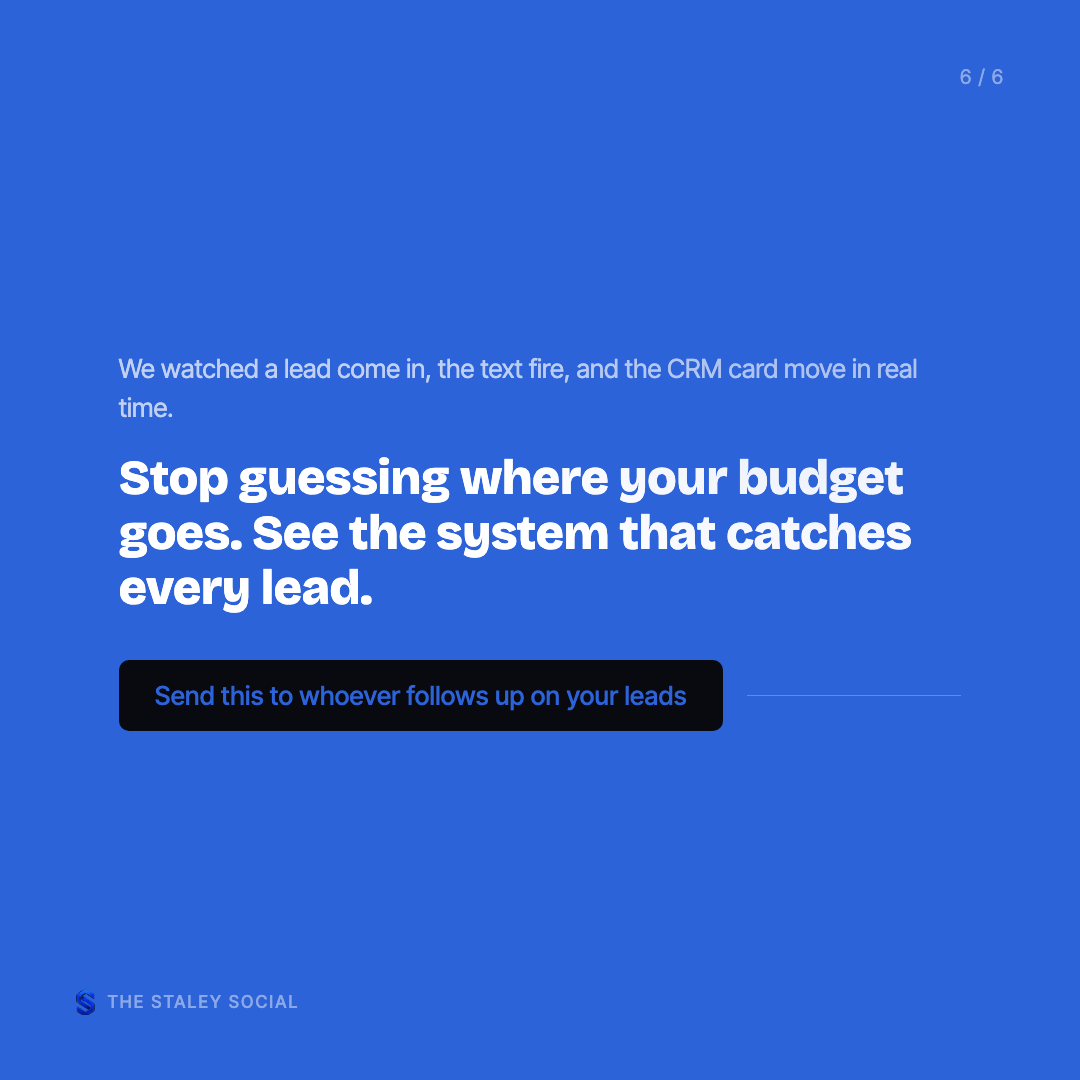 6 / 6
We watched a lead come in, the text fire, and the CRM card move in real
time.
Stop guessing where your budget
goes. See the system that catches
every lead.
Send this to whoever follows up on your leads
THE STALEY SOCIAL